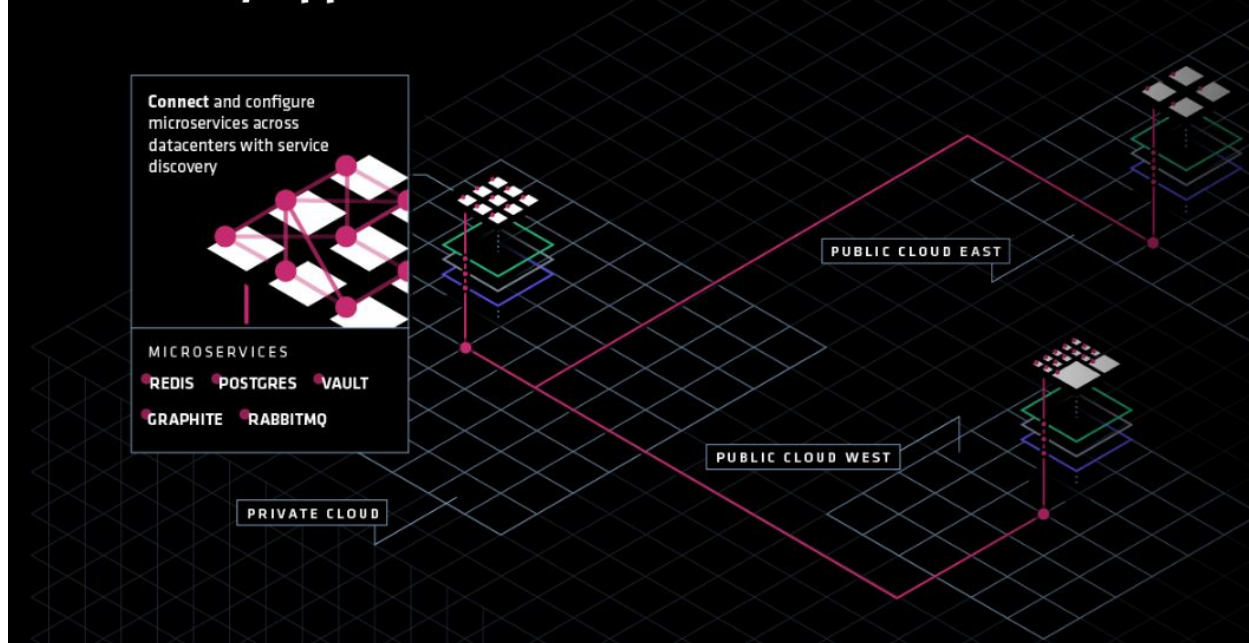 Connect and configure
microservices across
datacenters with service
discovery
MICROSERVICES
REDIS POSTGRES VAULT
GRAPHITE RABBITMQ
PUBLIC CLOUD EAST
PUBLIC CLOUD WEST
PRIVATE CLOUD